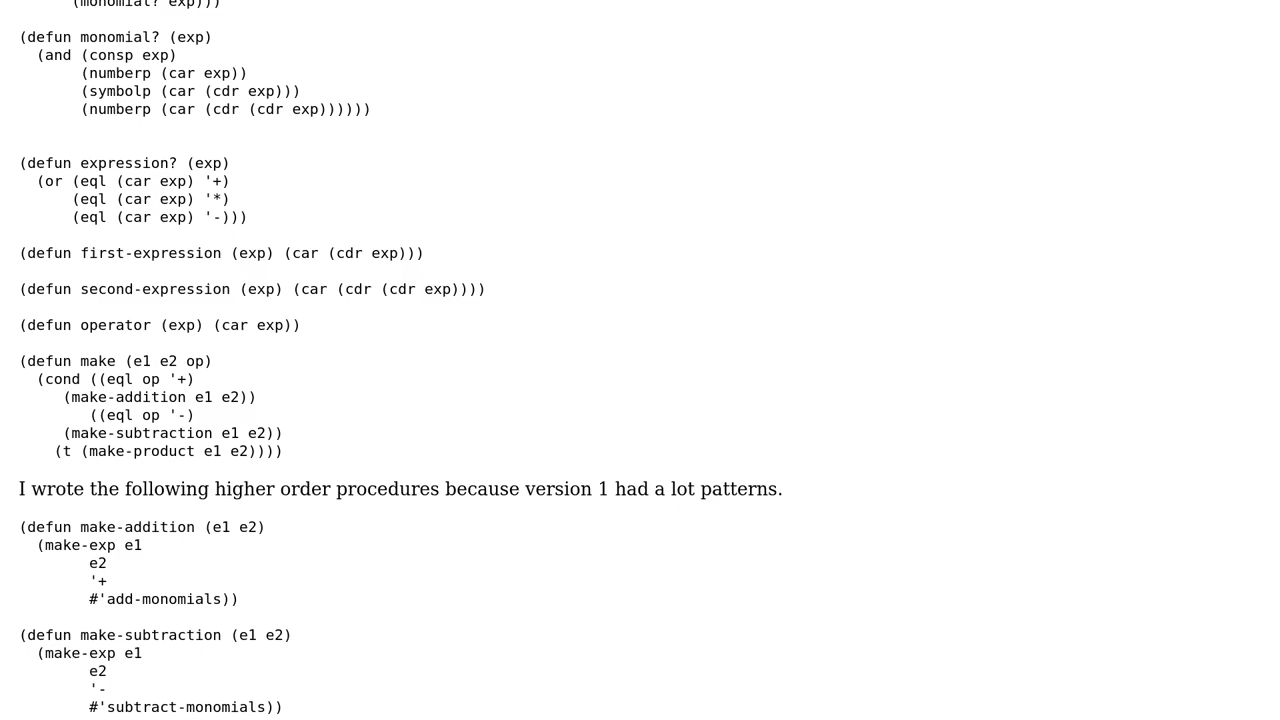 (monomial? exp)))
(defun monomial? (exp)
(and (consp exp)
(numberp (car exp))
(symbolp (car (cdr exp)))
(numberp (car (cdr (cdr exp))))))
(defun expression? (exp)
(or (eql (car exp) '+)
(eql (car exp) '*)
(eql (car exp) '-)))
(defun first-expression (exp) (car (cdr exp)))
(defun second-expression (exp) (car (cdr (cdr exp))))
(defun operator (exp) (car exp))
(defun make (e1 e2 op)
(cond ((eql op '+)
(make-addition e1 e2))
((eql op '-)
(make-subtraction e1 e2))
(t (make-product e1 e2))))
I wrote the following higher order procedures because version 1 had a lot patterns.
(defun make-addition (e1 e2)
(make-exp e1
e2
'+
#'add-monomials))
(defun make-subtraction (e1 e2)
(make-exp e1
e2
'-
#'subtract-monomials))